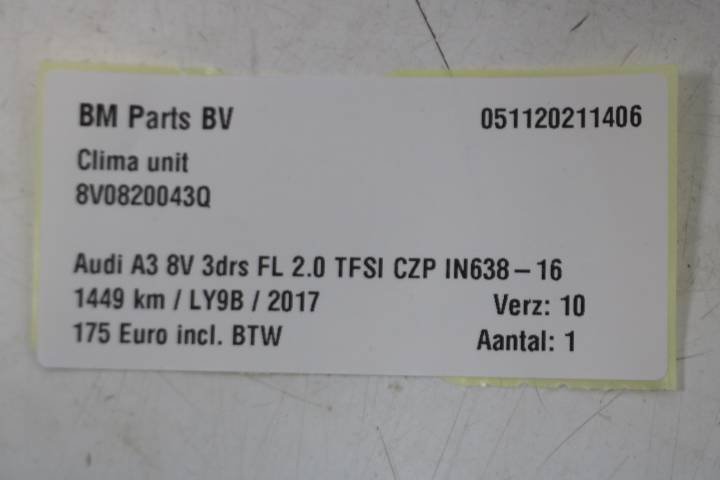 BM Parts BV 051120211406
Clima unit
8V0820043Q
Audi A3 8V 3drs FL 2.0 TFSI CZP IN638-16
1449 km / LY9B / 2017 Verz: 10
175 Euro incl. BTW Aantal: 1